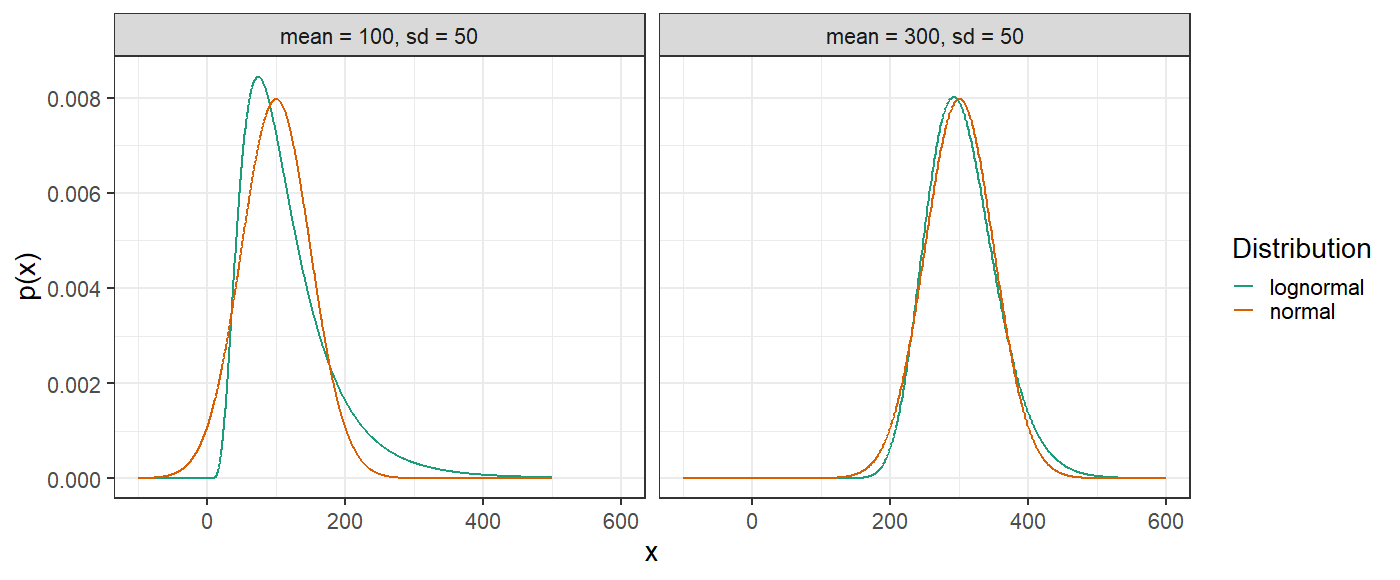 mean = 100, sd = 50
mean = 300, sd = 50
p(x)
0.008
0.006
0.004
0.002
0.000
0 200 400 600
0 200 400 600
x
Distribution
lognormal
normal